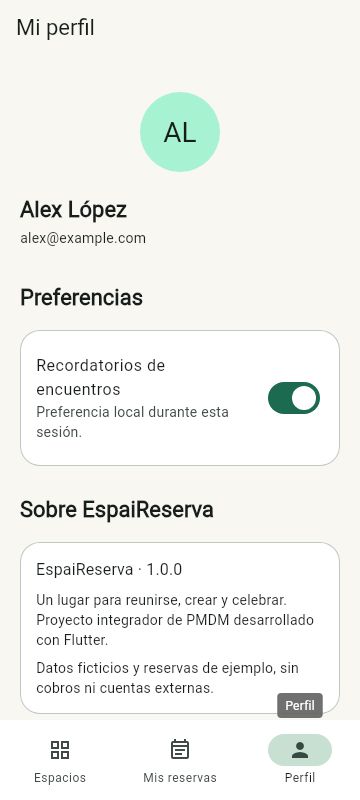 Mi perfil
AL
Alex López
alex@example.com
Preferencias
Recordatorios de
encuentros
Preferencia local durante esta
sesión.
Sobre EspaiReserva
EspaiReserva · 1.0.0
Un lugar para reunirse, crear y celebrar.
Proyecto integrador de PMDM desarrollado
con Flutter.
Datos ficticios y reservas de ejemplo, sin
cobros ni cuentas externas.
Perfil
Espacios
Mis reservas
Perfil